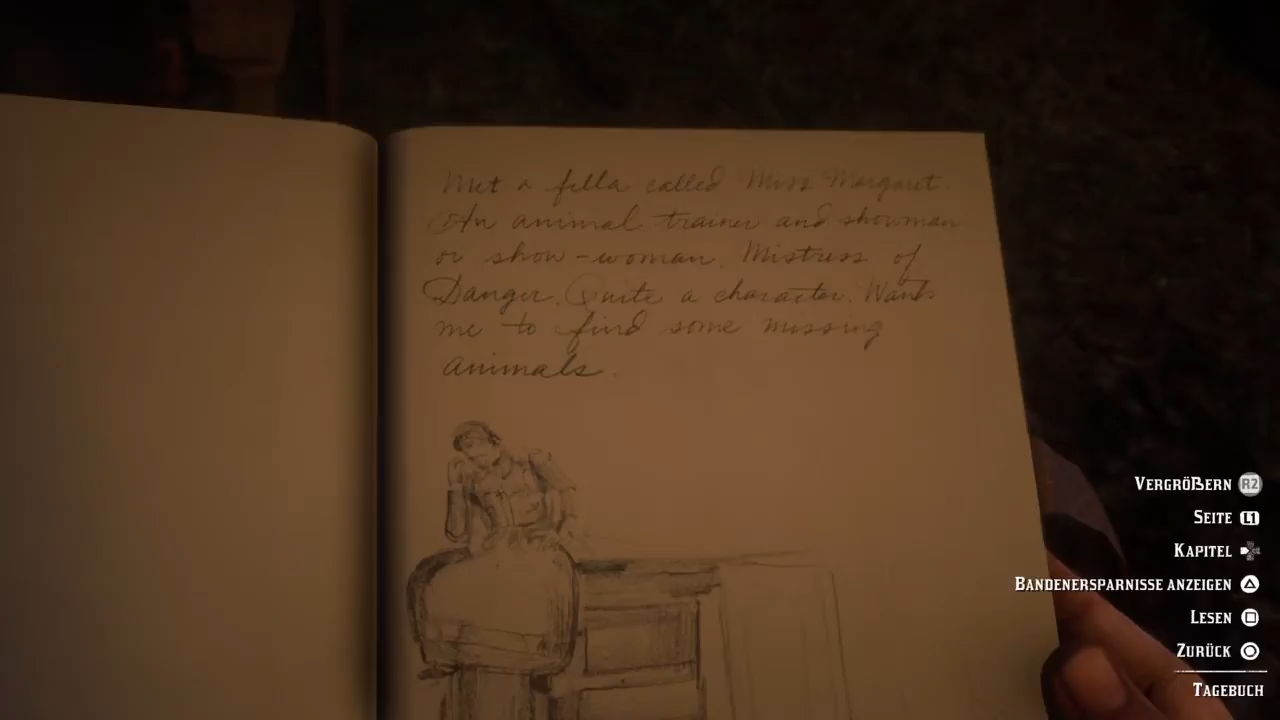 Met a fella called Miss Margaret.
An animal trainer and showman
or show-woman. Mistress of
Danger. Quite a character. Wants
me to find some missing
animals.
VERGRÖẞERN R2
SEITE L1
KAPITEL
BANDENERSPARNISSE ANZEIGEN
LESEN
ZURÜCK
TAGEBUCH